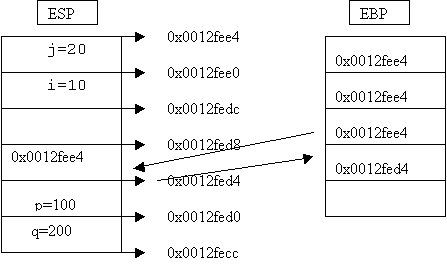 ESP EBP
j=20 0x0012fee4
0x0012fee4
i=10 0x0012fee0
0x0012fee4
0x0012fedc
0x0012fee4
0x0012fed8
0x0012fee4 0x0012fed4
0x0012fed4
p=100 0x0012fed0
q=200
0x0012fecc